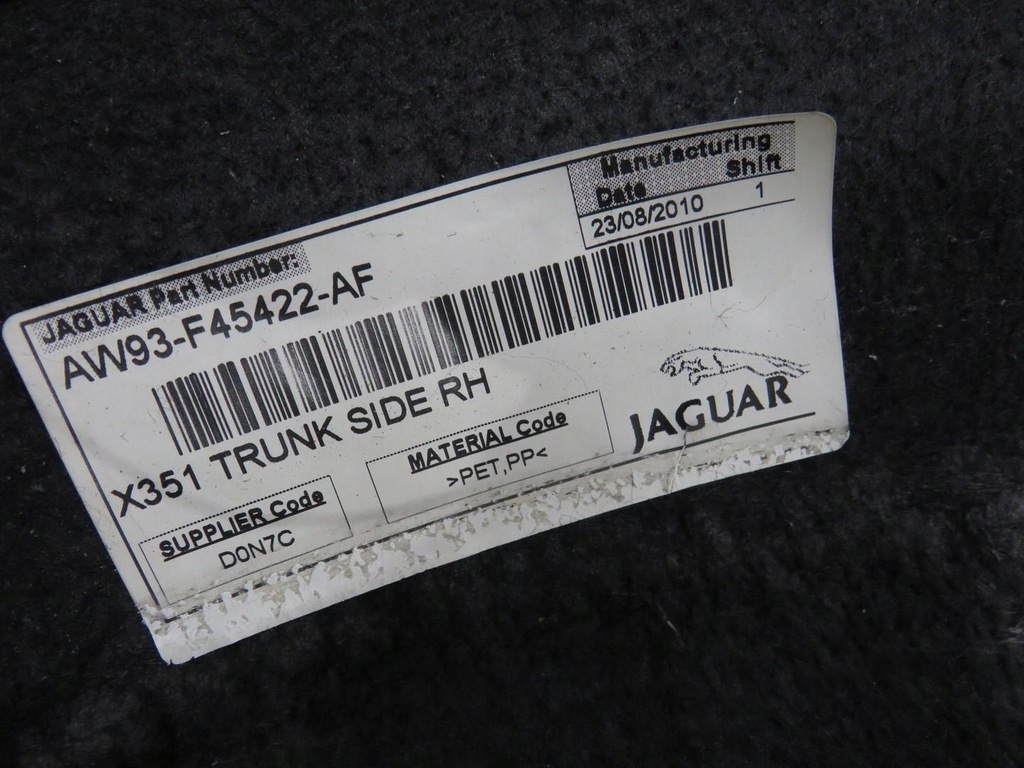 Manufacturing
Date Shift
23/08/2010 1
JAGUAR Part Number:
AW93-F45422-AF
X351 TRUNK SIDE RH
SUPPLIER Code
D0N7C
MATERIAL Code
>PET,PP<
JAGUAR